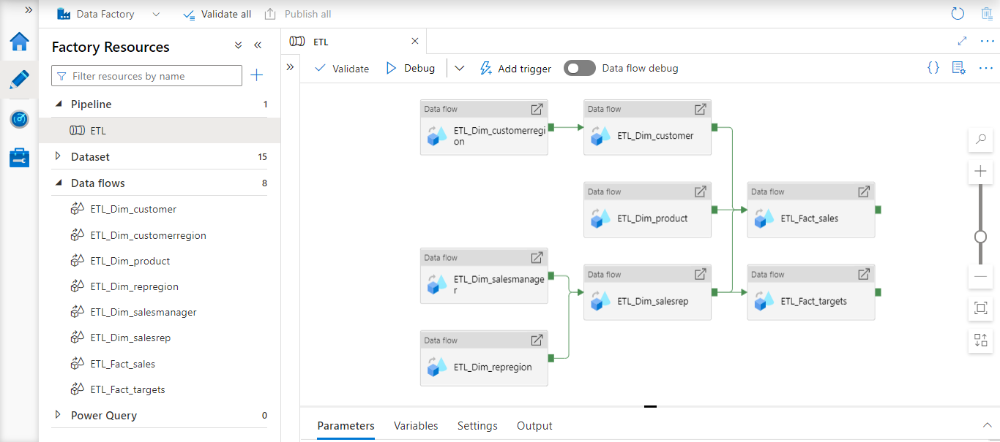 Data Factory
Validate all
Publish all
Factory Resources
Filter resources by name
Pipeline 1
ETL
Dataset 15
Data flows 8
ETL_Dim_customer
ETL_Dim_customerregion
ETL_Dim_product
ETL_Dim_repregion
ETL_Dim_salesmanager
ETL_Dim_salesrep
ETL_Fact_sales
ETL_Fact_targets
Power Query 0
ETL
Validate
Debug
Add trigger
Data flow debug
{}
Data flow
ETL_Dim_customerregi
on
Data flow
ETL_Dim_customer
Data flow
ETL_Dim_product
Data flow
ETL_Fact_sales
Data flow
ETL_Dim_salesmanage
r
Data flow
ETL_Dim_salesrep
Data flow
ETL_Fact_targets
Data flow
ETL_Dim_repregion
Parameters
Variables
Settings
Output